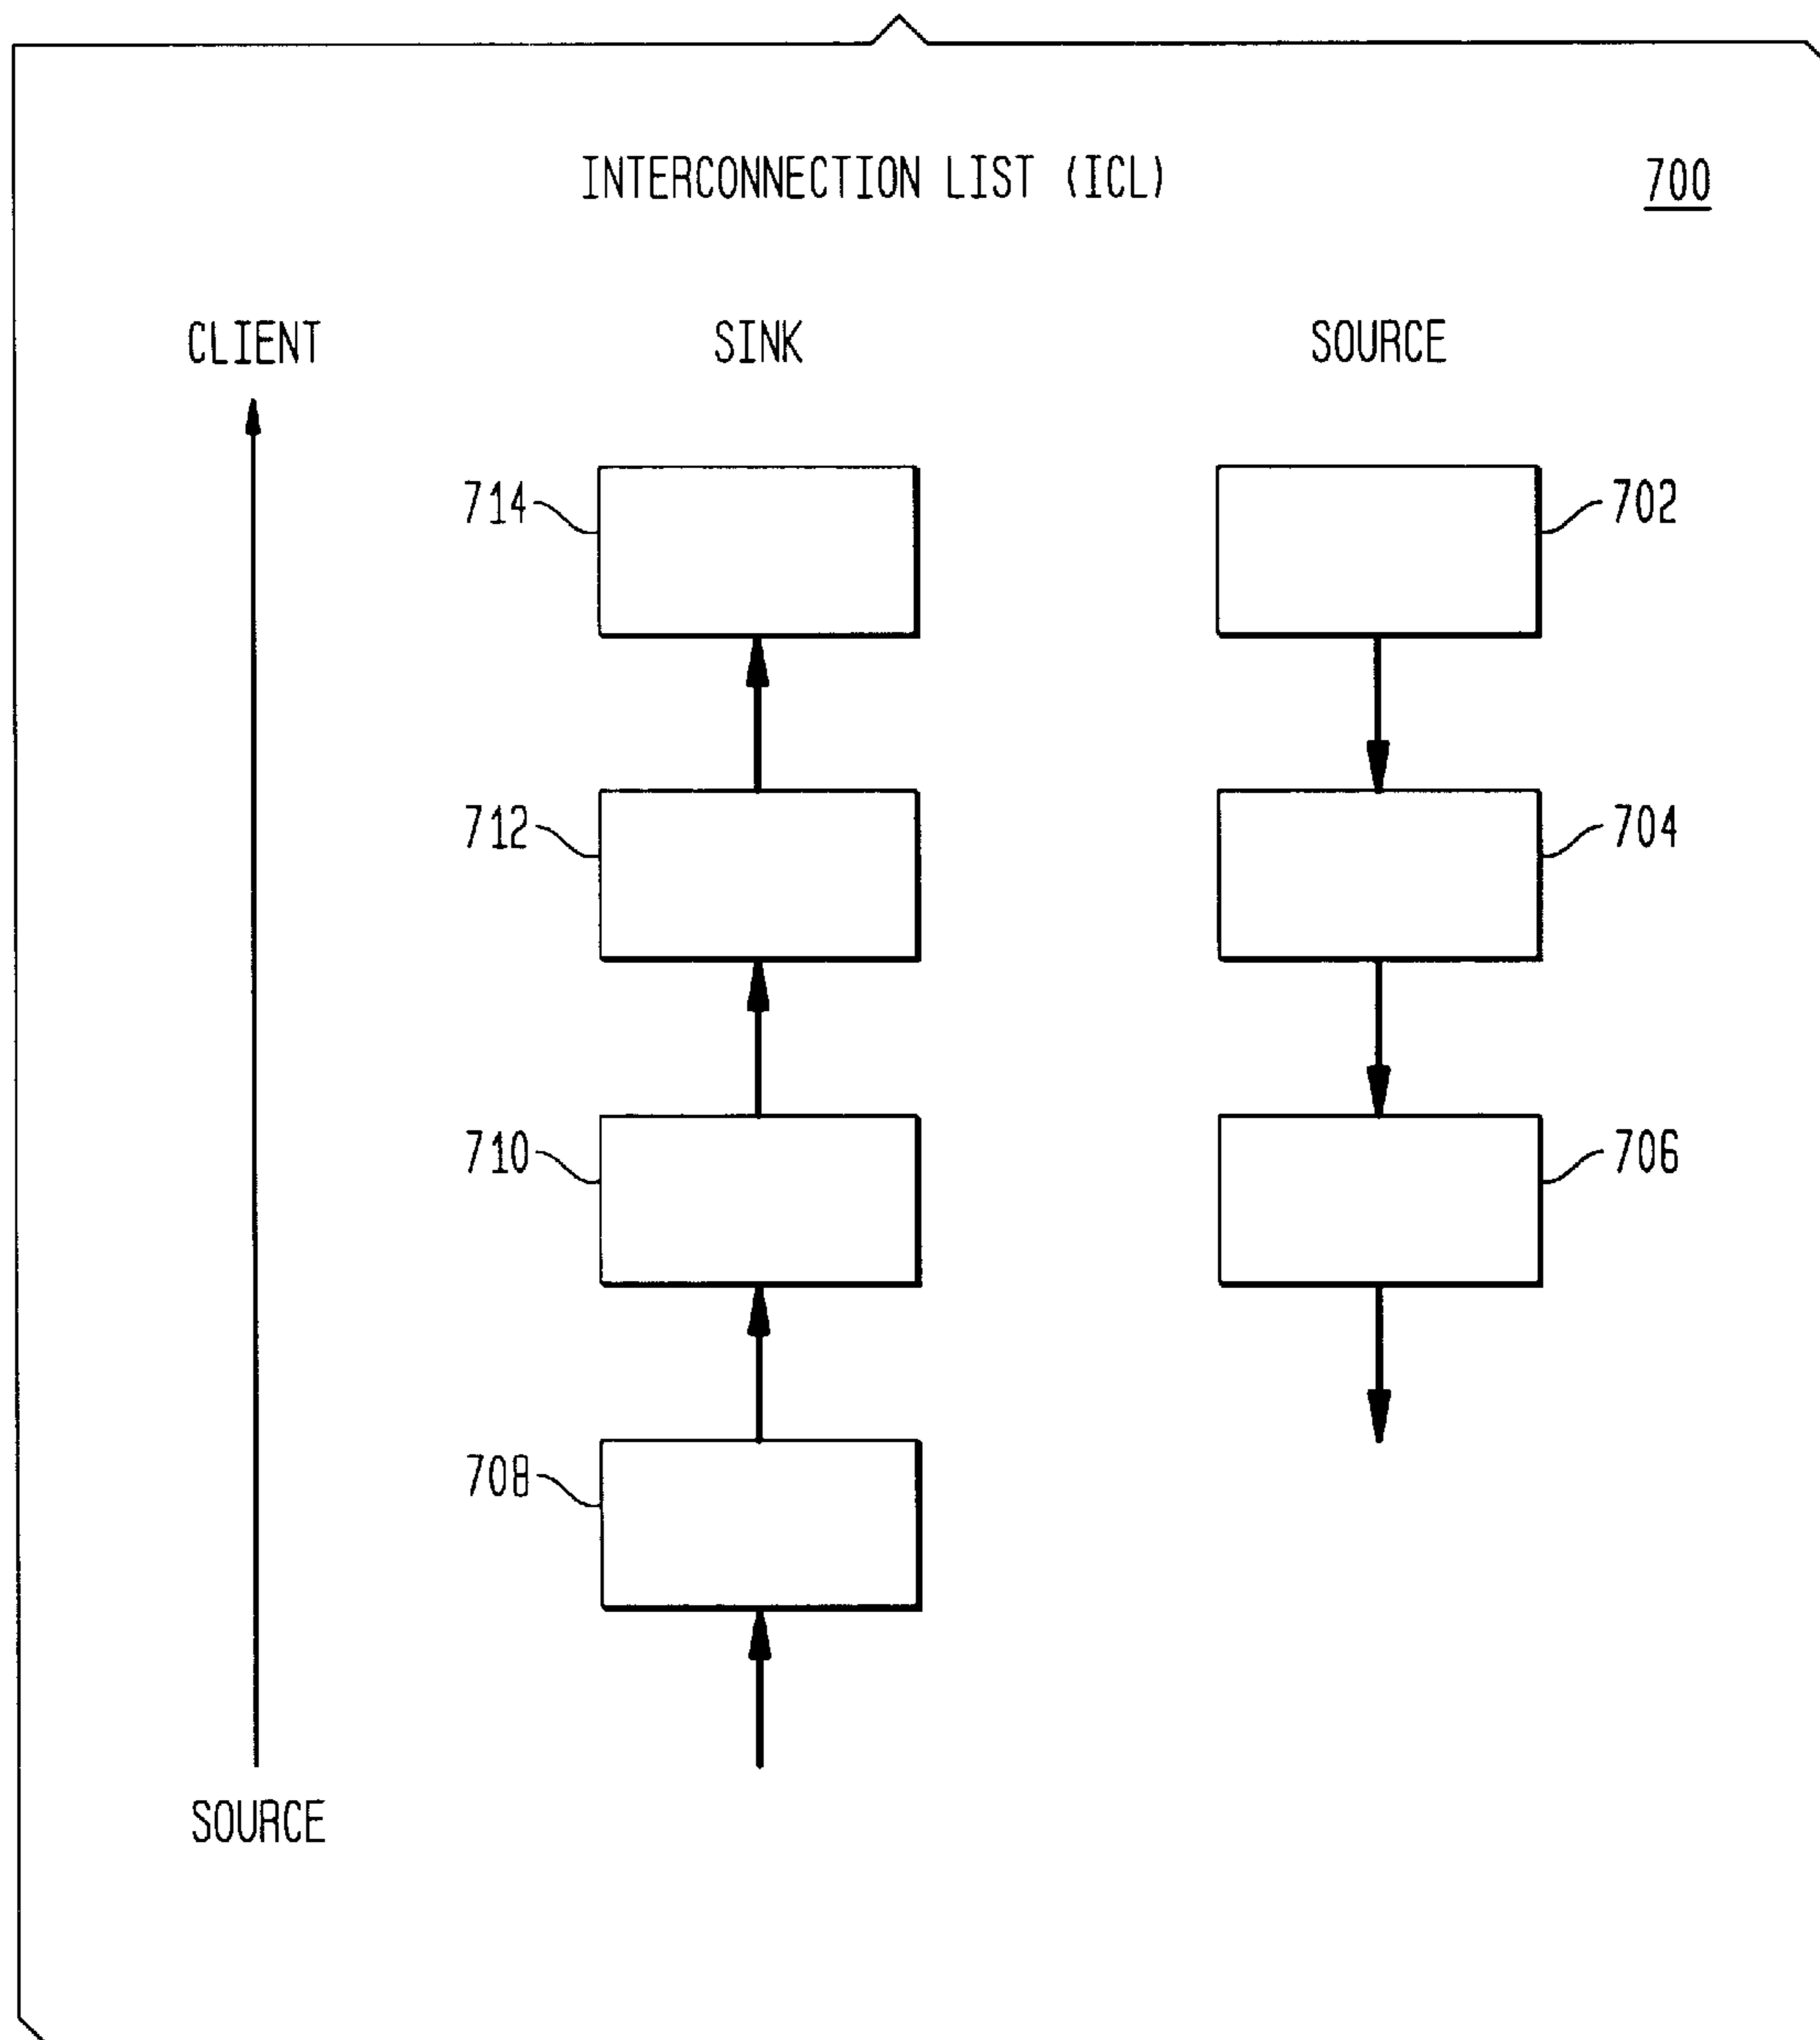 INTERCONNECTION LIST (ICL)
700
CLIENT
SINK
SOURCE
714
702
712
704
710
706
708
SOURCE